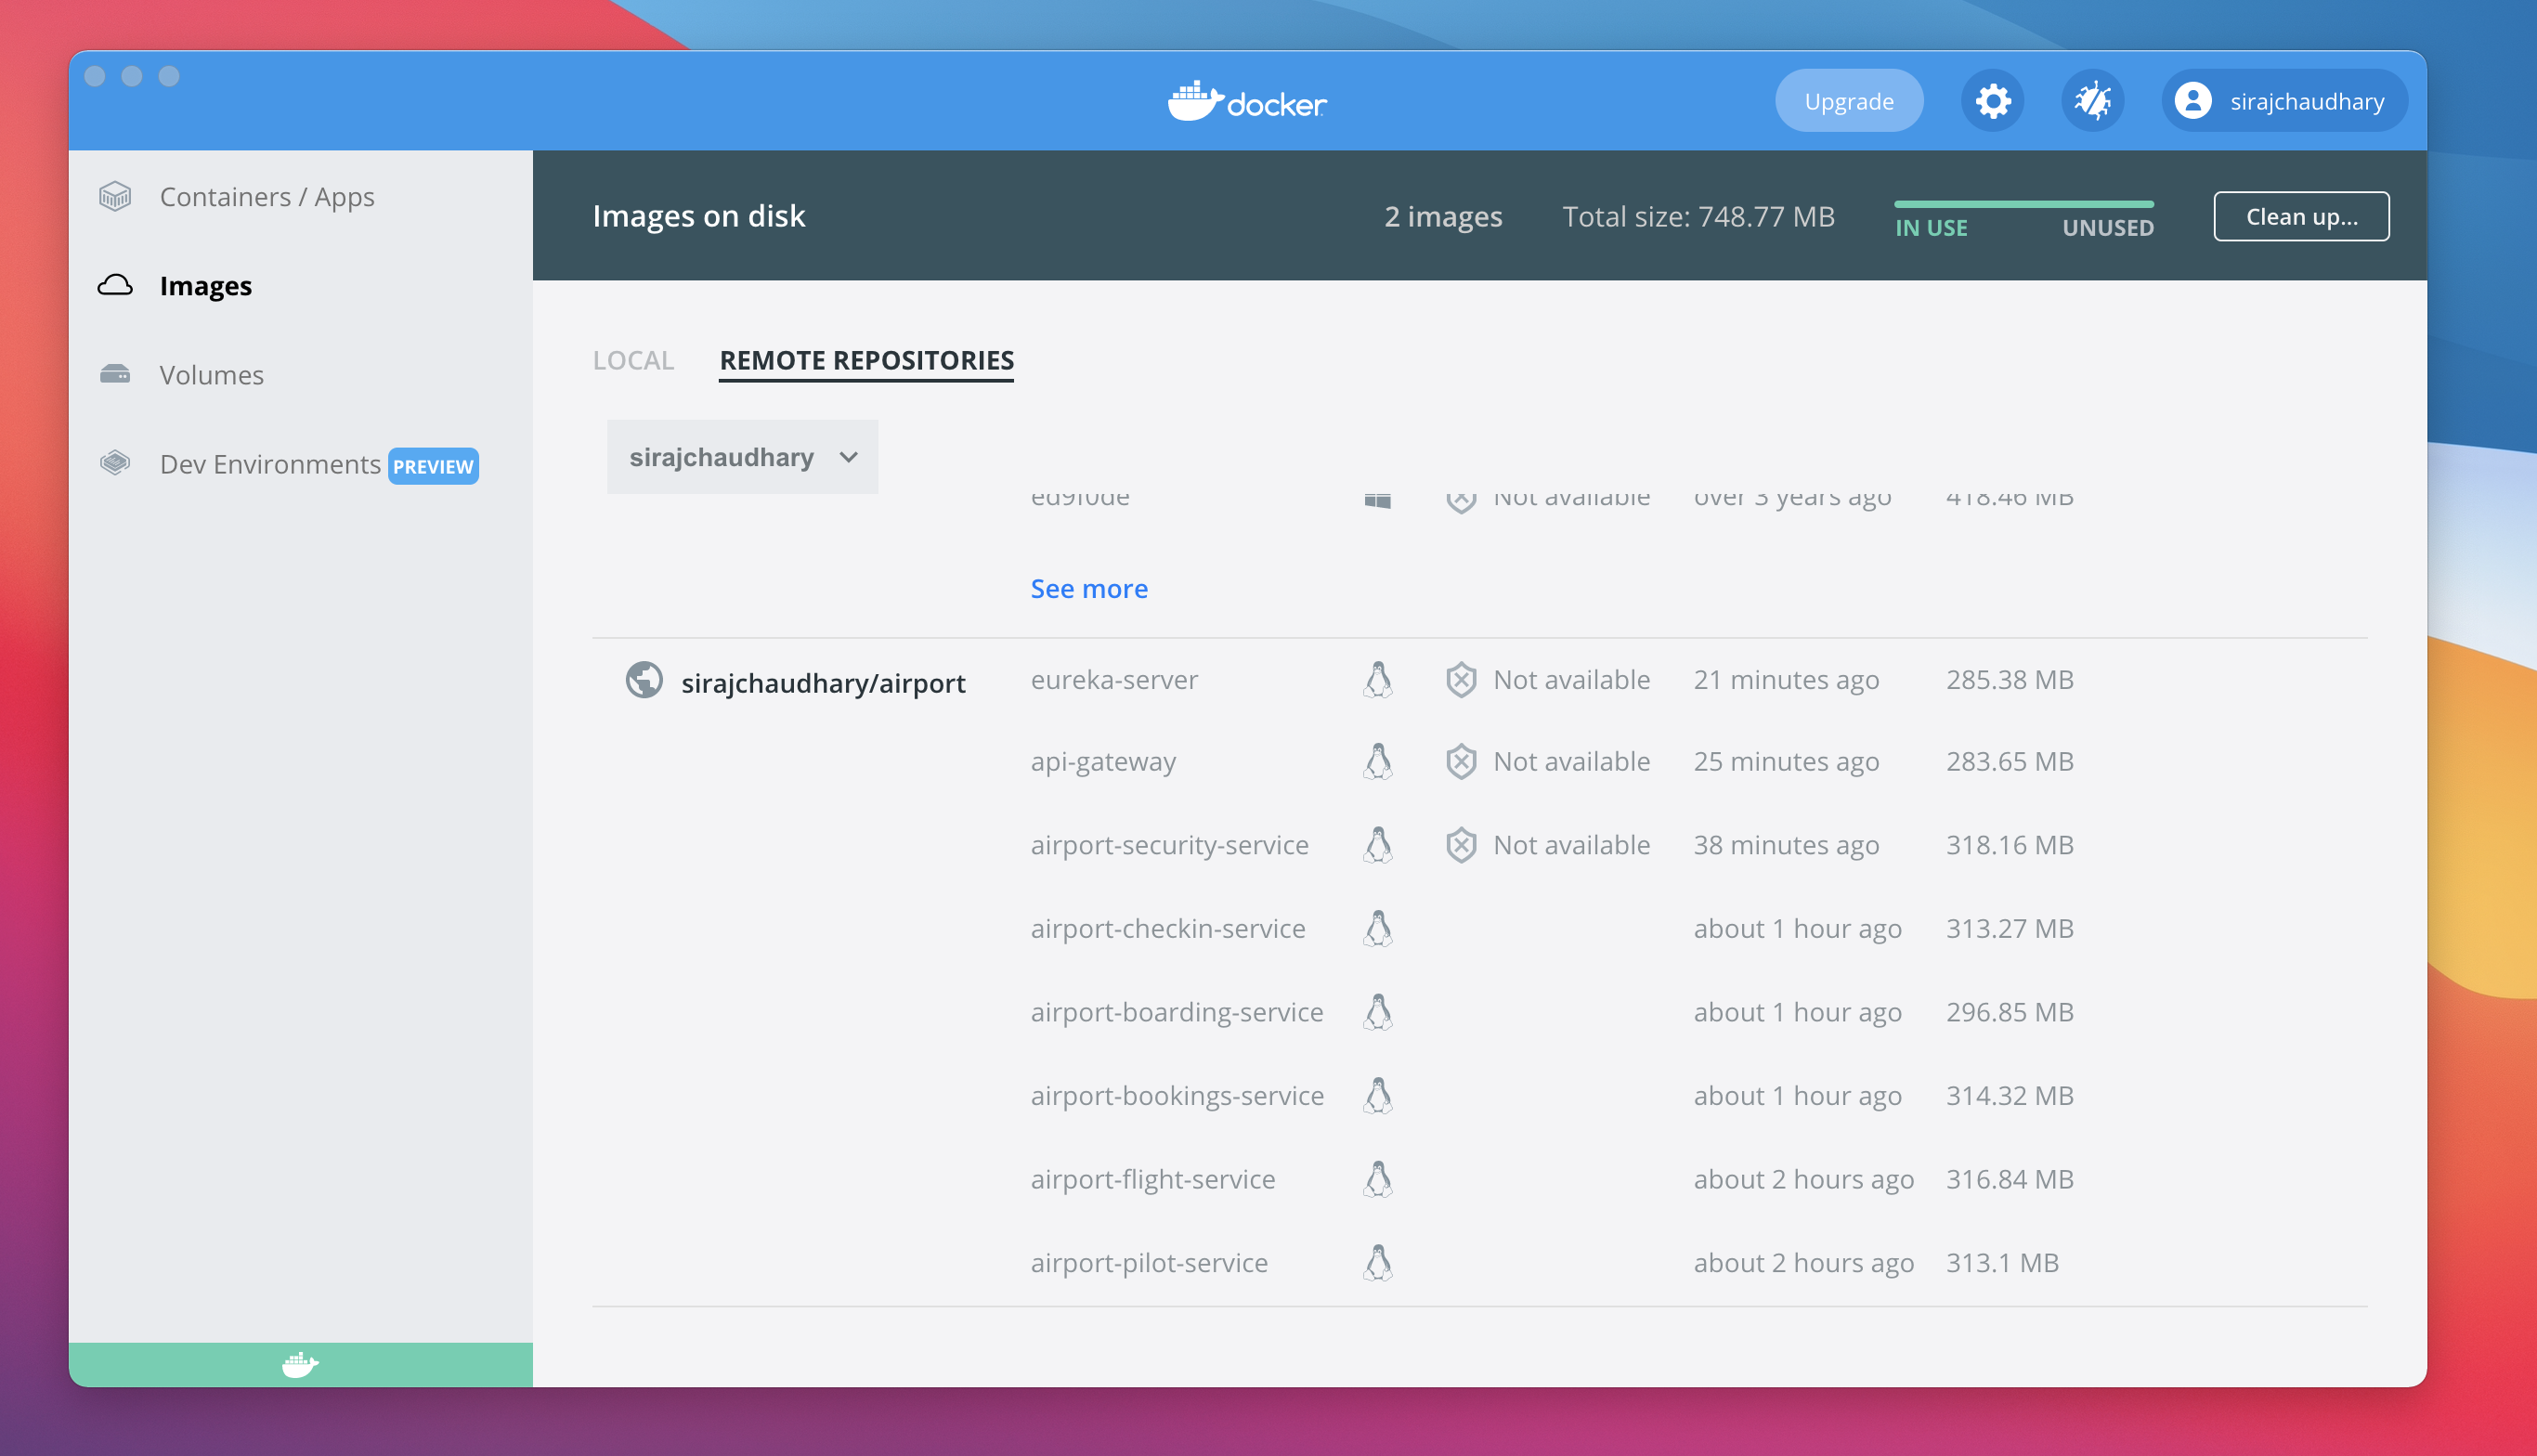 docker
Upgrade
sirajchaudhary
Containers / Apps
Images
Volumes
Dev Environments PREVIEW
Images on disk
2 images
Total size: 748.77 MB
IN USE UNUSED
Clean up...
LOCAL REMOTE REPOSITORIES
sirajchaudhary
ed9f0de Not available over 3 years ago 418.46 MB
See more
sirajchaudhary/airport eureka-server Not available 21 minutes ago 285.38 MB
api-gateway Not available 25 minutes ago 283.65 MB
airport-security-service Not available 38 minutes ago 318.16 MB
airport-checkin-service about 1 hour ago 313.27 MB
airport-boarding-service about 1 hour ago 296.85 MB
airport-bookings-service about 1 hour ago 314.32 MB
airport-flight-service about 2 hours ago 316.84 MB
airport-pilot-service about 2 hours ago 313.1 MB